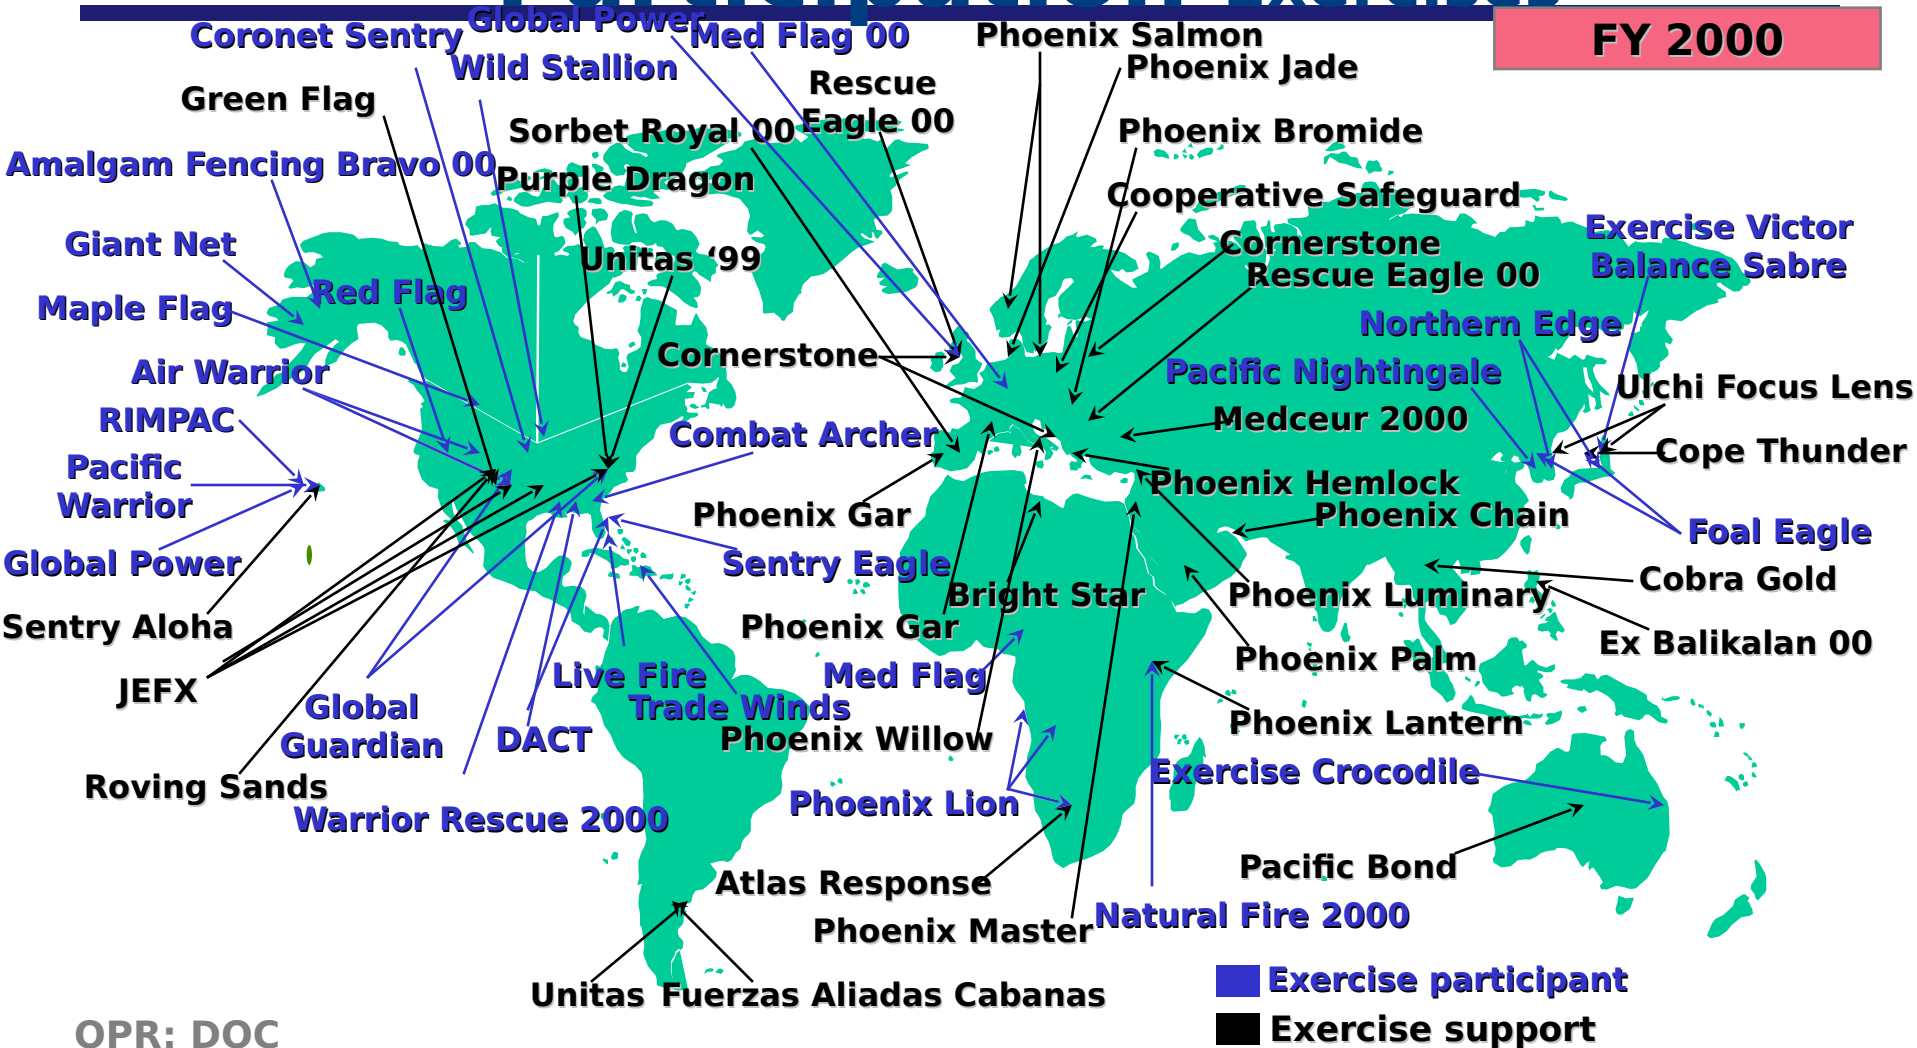 Participation Exercises
FY 2000
Global Power
Coronet Sentry
Med Flag 00
Phoenix Salmon
Wild Stallion
Phoenix Jade
Green Flag
Rescue
Eagle 00
Sorbet Royal 00
Phoenix Bromide
Amalgam Fencing Bravo 00
Purple Dragon
Cooperative Safeguard
Exercise Victor
Balance Sabre
Giant Net
Unitas ‘99
Cornerstone
Rescue Eagle 00
Red Flag
Maple Flag
Northern Edge
Cornerstone
Air Warrior
Pacific Nightingale
Ulchi Focus Lens
RIMPAC
Combat Archer
Medceur 2000
Cope Thunder
Pacific
Warrior
Phoenix Hemlock
Phoenix Gar
Phoenix Chain
Foal Eagle
Global Power
Sentry Eagle
Cobra Gold
Bright Star
Phoenix Luminary
Sentry Aloha
Phoenix Gar
Ex Balikalan 00
Phoenix Palm
JEFX
Live Fire
Med Flag
Global
Guardian
Trade Winds
Phoenix Lantern
DACT
Phoenix Willow
Exercise Crocodile
Roving Sands
Phoenix Lion
Warrior Rescue 2000
Pacific Bond
Atlas Response
Natural Fire 2000
Phoenix Master
Unitas
Fuerzas Aliadas Cabanas
Exercise participant
Exercise support
OPR: DOC